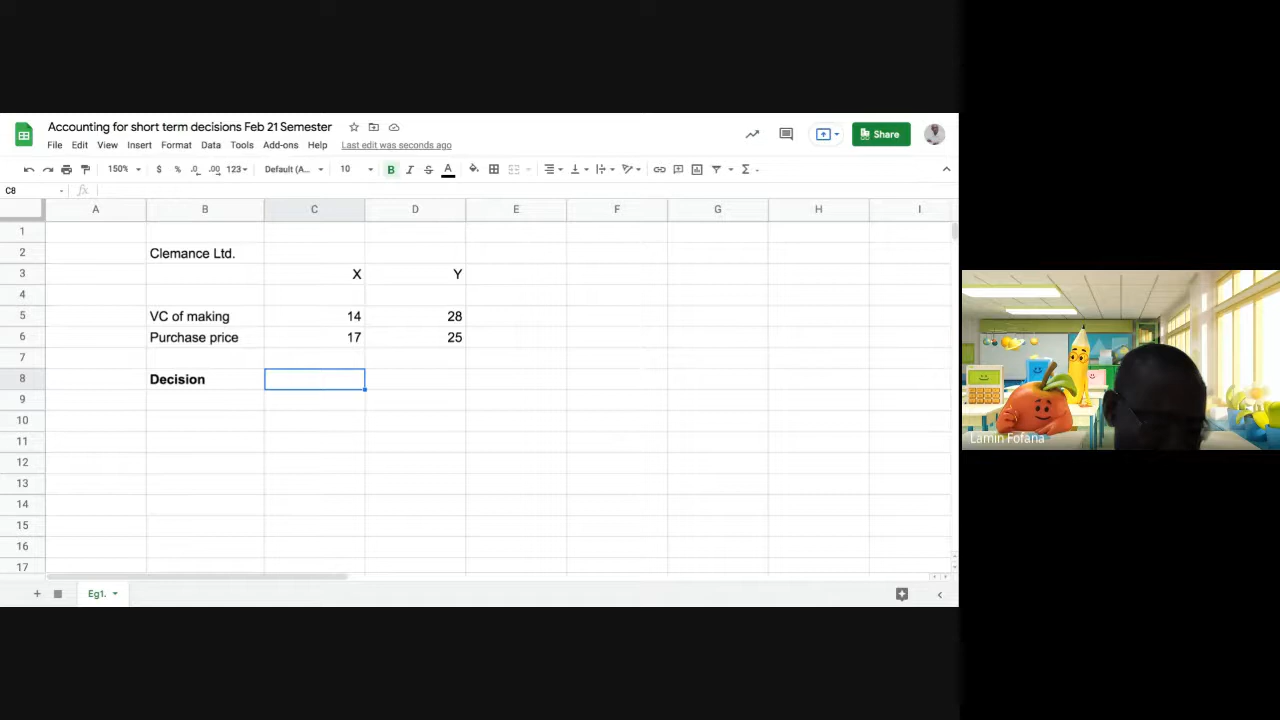 Accounting for short term decisions Feb 21 Semester
Share
File Edit View Insert Format Data Tools Add-ons Help Last edit was seconds ago
150% $ % .0 .00 123 Default (A... 10 B I S A Σ
C8 fx
A B C D E F G H I
1
2 Clemance Ltd.
3 X Y
4
5 VC of making 14 28
6 Purchase price 17 25
7
8 Decision
9
10
11
12
13
14
15
16
17
+ Eg1.
Lamin Fofana